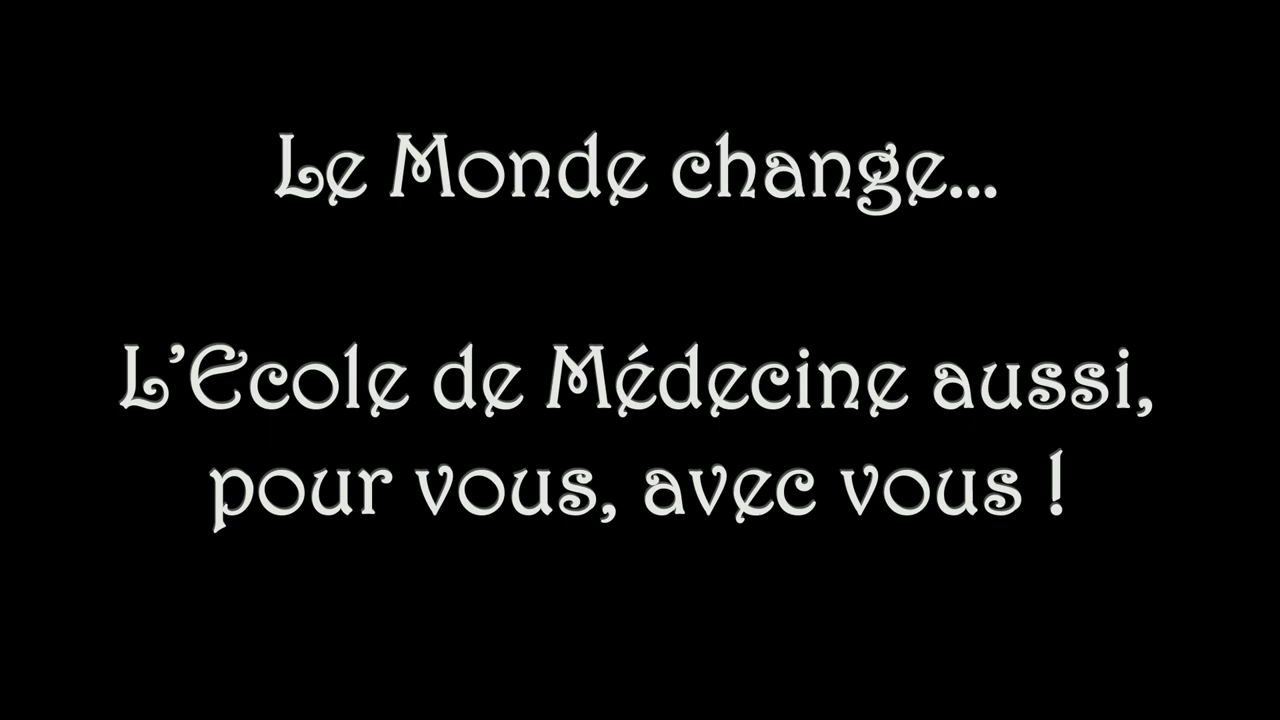 Le Monde change...
L’Ecole de Médecine aussi,
pour vous, avec vous !